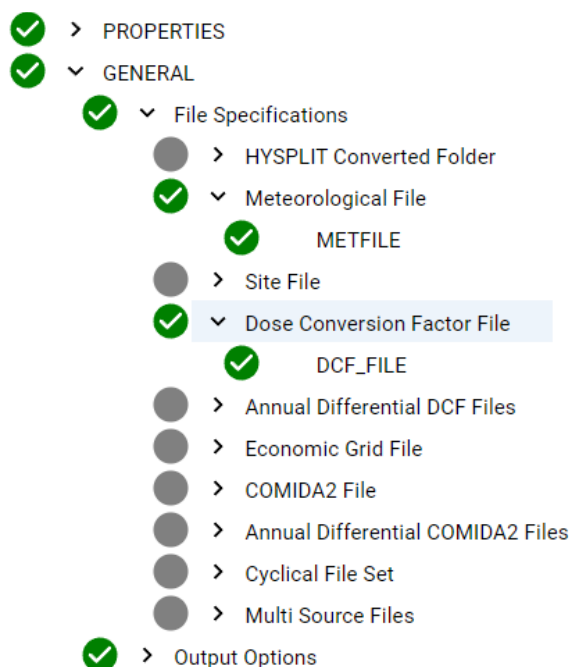 PROPERTIES
GENERAL
File Specifications
HYSPLIT Converted Folder
Meteorological File
METFILE
Site File
Dose Conversion Factor File
DCF_FILE
Annual Differential DCF Files
Economic Grid File
COMIDA2 File
Annual Differential COMIDA2 Files
Cyclical File Set
Multi Source Files
Output Options